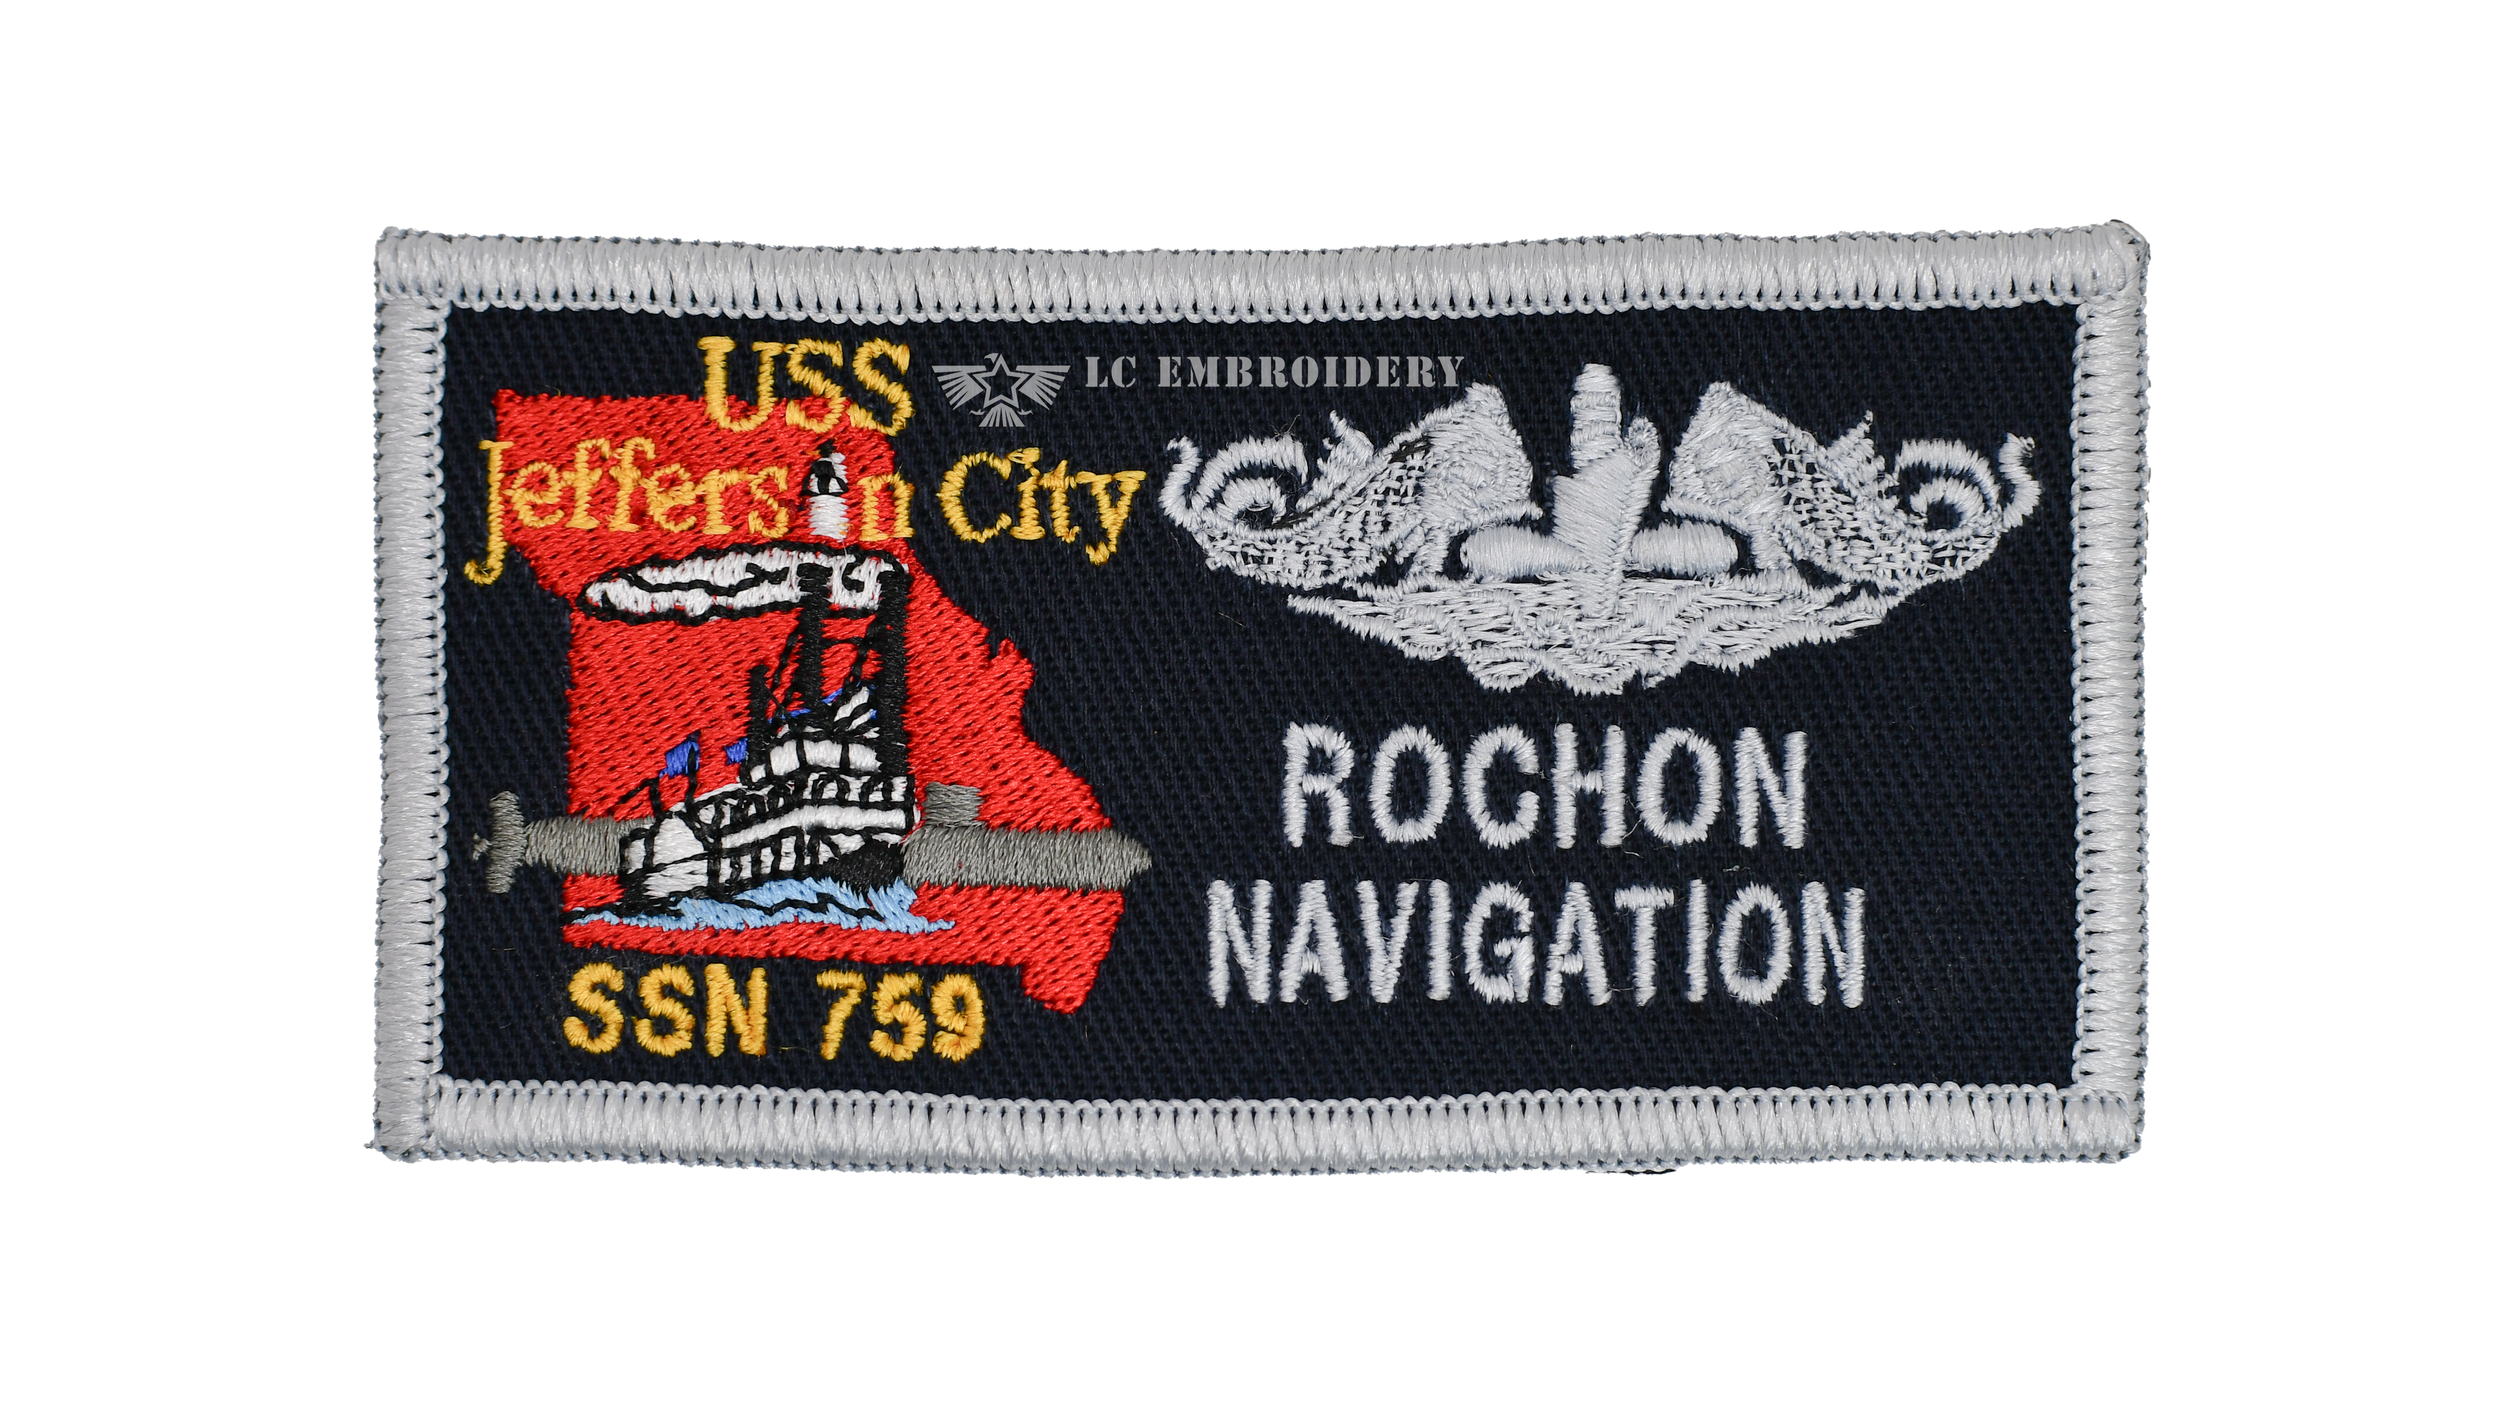 USS
LC EMBROIDERY
Jefferson City
ROCHON
NAVIGATION
SSN 759